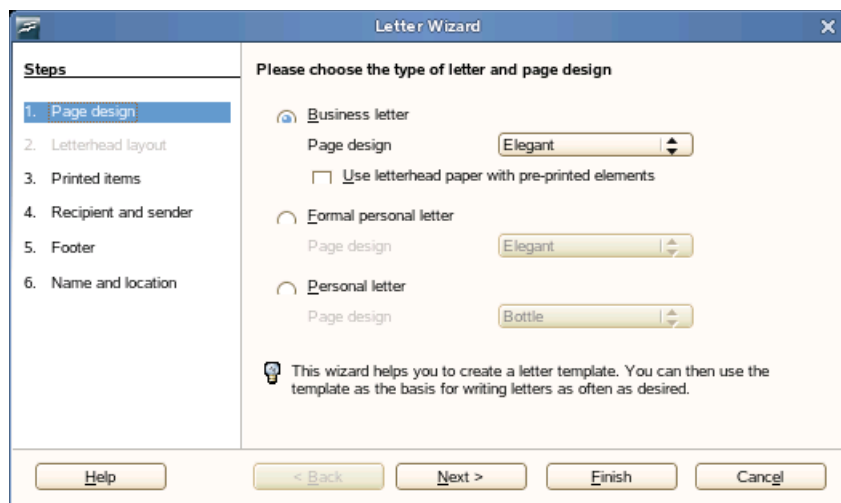 Letter Wizard
Steps
1. Page design
2. Letterhead layout
3. Printed items
4. Recipient and sender
5. Footer
6. Name and location
Please choose the type of letter and page design
Business letter
Page design Elegant
Use letterhead paper with pre-printed elements
Formal personal letter
Page design Elegant
Personal letter
Page design Bottle
This wizard helps you to create a letter template. You can then use the
template as the basis for writing letters as often as desired.
Help < Back Next > Finish Cancel